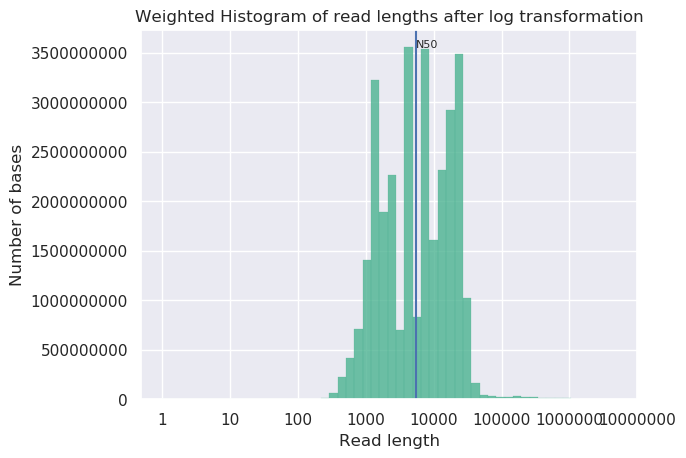 Weighted Histogram of read lengths after log transformation
N50
3500000000
3000000000
2500000000
2000000000
1500000000
1000000000
500000000
0
Number of bases
1 10 100 1000 10000 100000 1000000 10000000
Read length